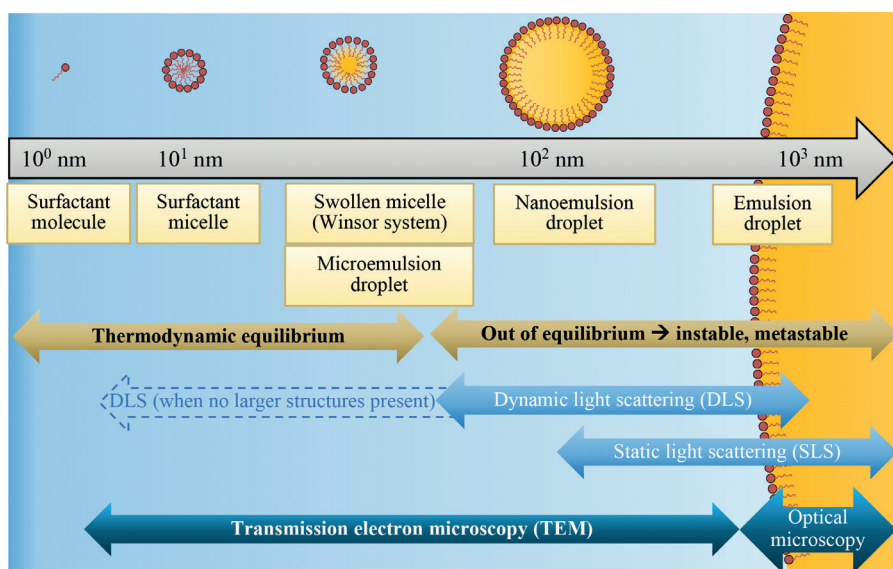 10⁰ nm
10¹ nm
10² nm
10³ nm
Surfactant
molecule
Surfactant
micelle
Swollen micelle
(Winsor system)
Nanoemulsion
droplet
Emulsion
droplet
Microemulsion
droplet
Thermodynamic equilibrium
Out of equilibrium → instable, metastable
DLS (when no larger structures present)
Dynamic light scattering (DLS)
Static light scattering (SLS)
Transmission electron microscopy (TEM)
Optical
microscopy